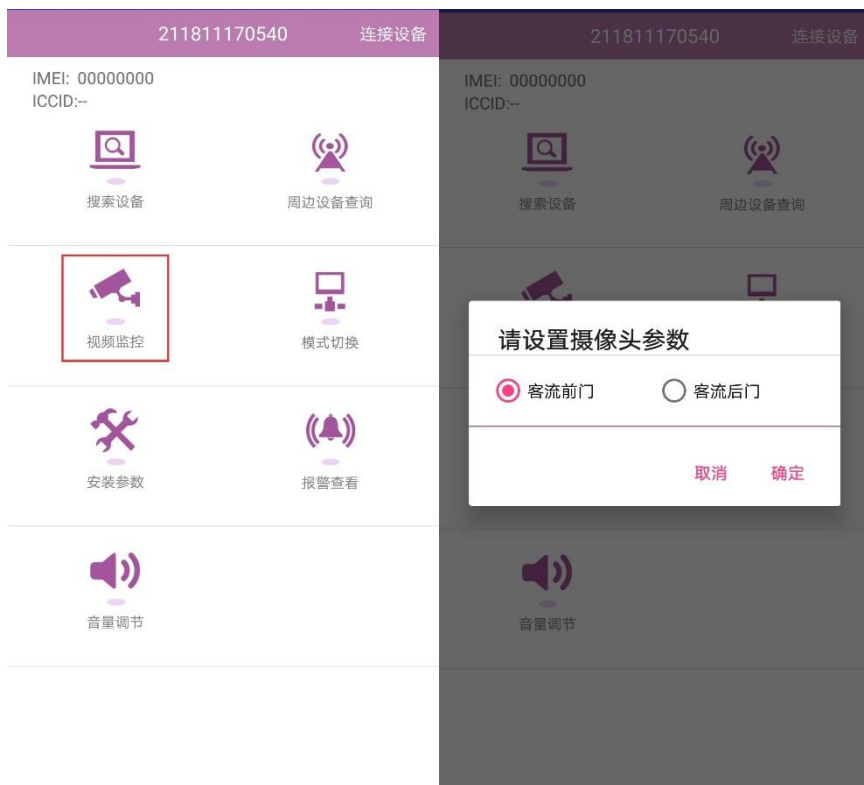 211811170540 连接设备
IMEI: 00000000
ICCID:--
搜索设备 周边设备查询
视频监控 模式切换
安装参数 报警查看
音量调节
211811170540 连接设备
IMEI: 00000000
ICCID:--
搜索设备 周边设备查询
请设置摄像头参数
客流前门 客流后门
取消 确定
音量调节